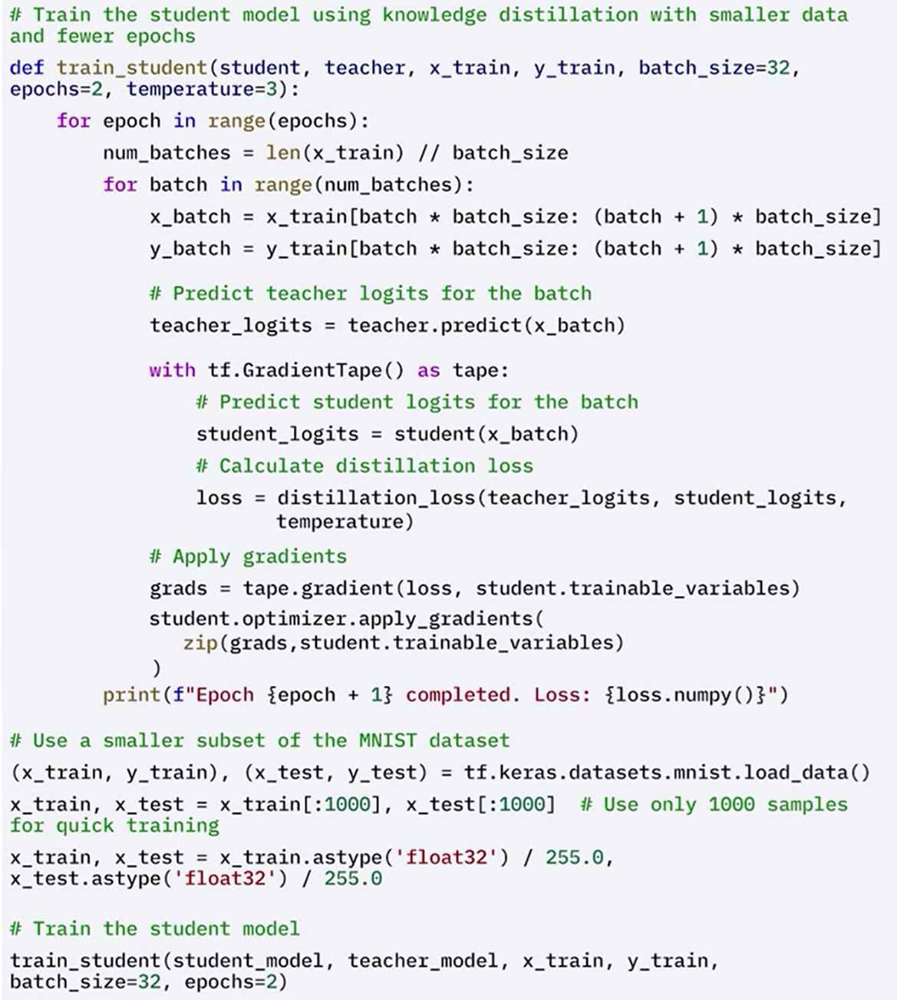 # Train the student model using knowledge distillation with smaller data
and fewer epochs
def train_student(student, teacher, x_train, y_train, batch_size=32,
epochs=2, temperature=3):
    for epoch in range(epochs):
        num_batches = len(x_train) // batch_size
        for batch in range(num_batches):
            x_batch = x_train[batch * batch_size: (batch + 1) * batch_size]
            y_batch = y_train[batch * batch_size: (batch + 1) * batch_size]
            # Predict teacher logits for the batch
            teacher_logits = teacher.predict(x_batch)
            with tf.GradientTape() as tape:
                # Predict student logits for the batch
                student_logits = student(x_batch)
                # Calculate distillation loss
                loss = distillation_loss(teacher_logits, student_logits,
                       temperature)
            # Apply gradients
            grads = tape.gradient(loss, student.trainable_variables)
            student.optimizer.apply_gradients(
               zip(grads,student.trainable_variables)
            )
        print(f"Epoch {epoch + 1} completed. Loss: {loss.numpy()}")
# Use a smaller subset of the MNIST dataset
(x_train, y_train), (x_test, y_test) = tf.keras.datasets.mnist.load_data()
x_train, x_test = x_train[:1000], x_test[:1000]  # Use only 1000 samples
for quick training
x_train, x_test = x_train.astype('float32') / 255.0,
x_test.astype('float32') / 255.0
# Train the student model
train_student(student_model, teacher_model, x_train, y_train,
batch_size=32, epochs=2)